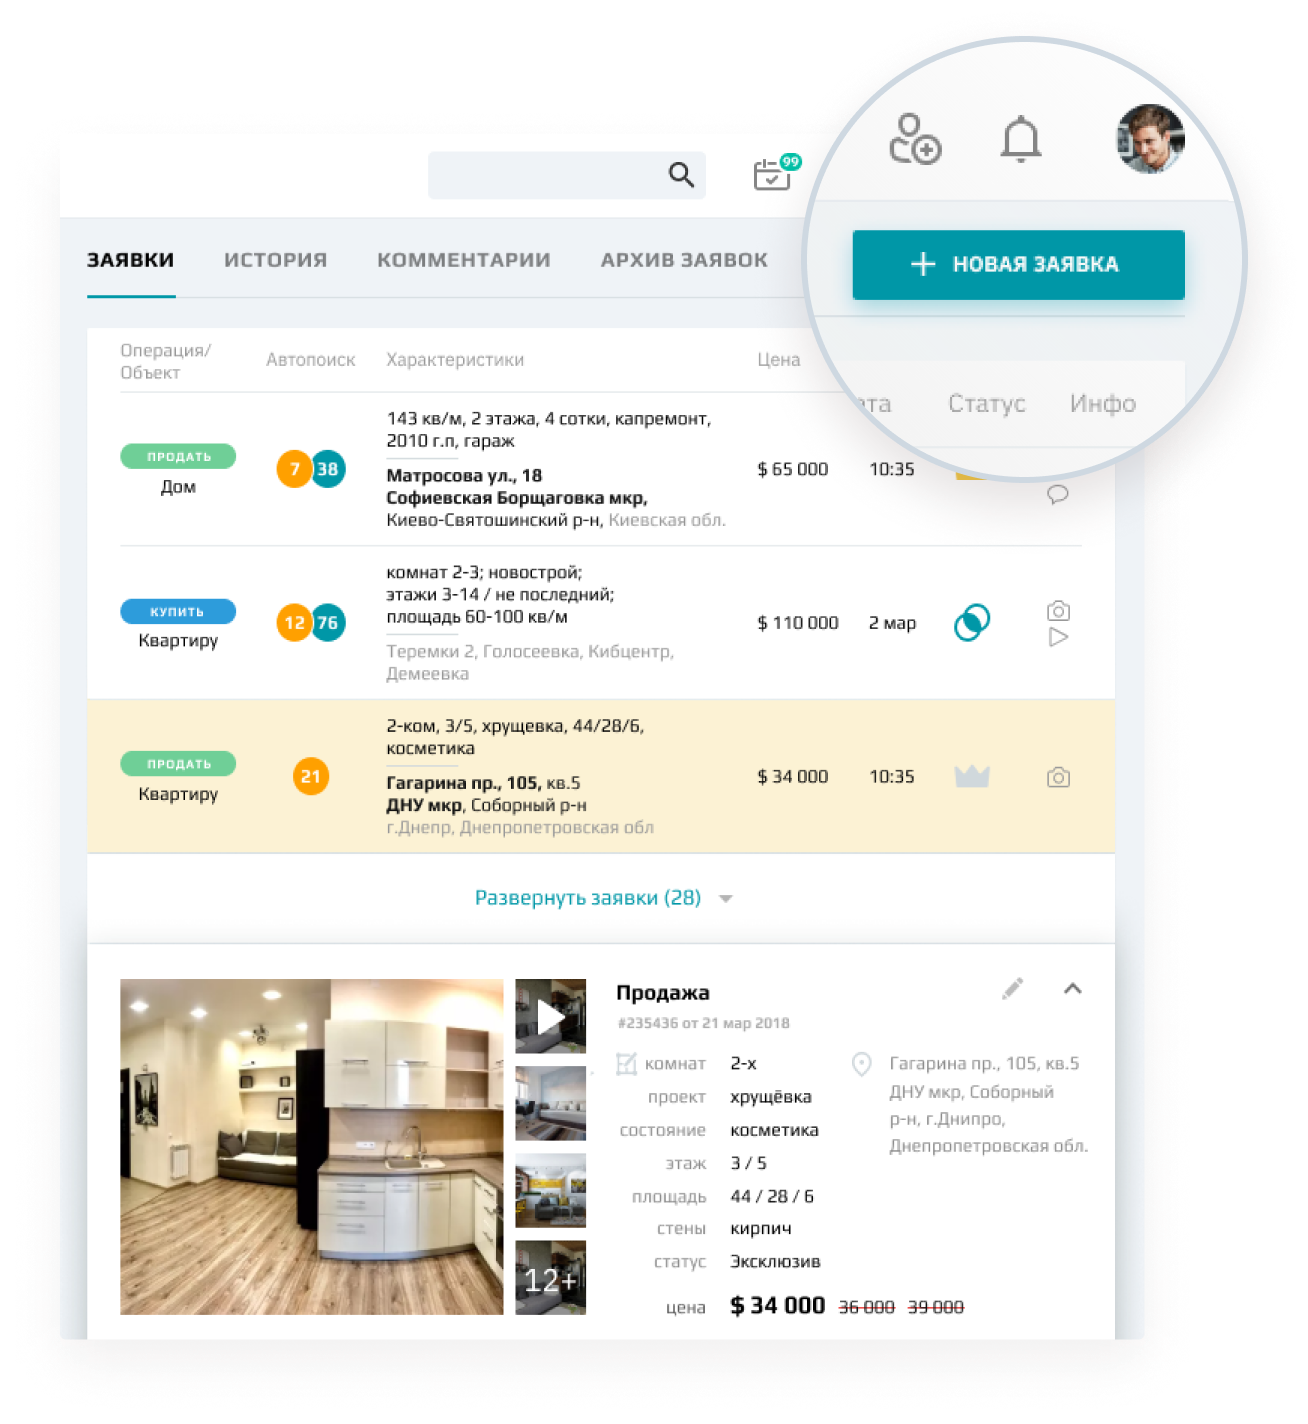 99
ЗАЯВКИ
ИСТОРИЯ
КОММЕНТАРИИ
АРХИВ ЗАЯВОК
+ НОВАЯ ЗАЯВКА
Операция/
Объект
Автопоиск
Характеристики
Цена
ата
Статус
Инфо
ПРОДАТЬ
Дом
7 38
143 кв/м, 2 этажа, 4 сотки, капремонт,
2010 г.п, гараж
Матросова ул., 18
Софиевская Борщаговка мкр,
Киево-Святошинский р-н, Киевская обл.
$ 65 000
10:35
КУПИТЬ
Квартиру
12 76
комнат 2-3; новострой;
этажи 3-14 / не последний;
площадь 60-100 кв/м
Теремки 2, Голосеевка, Кибцентр,
Демеевка
$ 110 000
2 мар
ПРОДАТЬ
Квартиру
21
2-ком, 3/5, хрущевка, 44/28/6,
косметика
Гагарина пр., 105, кв.5
ДНУ мкр, Соборный р-н
г.Днепр, Днепропетровская обл
$ 34 000
10:35
Развернуть заявки (28)
12+
Продажа
#235436 от 21 мар 2018
комнат 2-х
проект хрущёвка
состояние косметика
этаж 3 / 5
площадь 44 / 28 / 6
стены кирпич
статус Эксклюзив
цена $ 34 000 36 000 39 000
Гагарина пр., 105, кв.5
ДНУ мкр, Соборный
р-н, г.Днипро,
Днепропетровская обл.